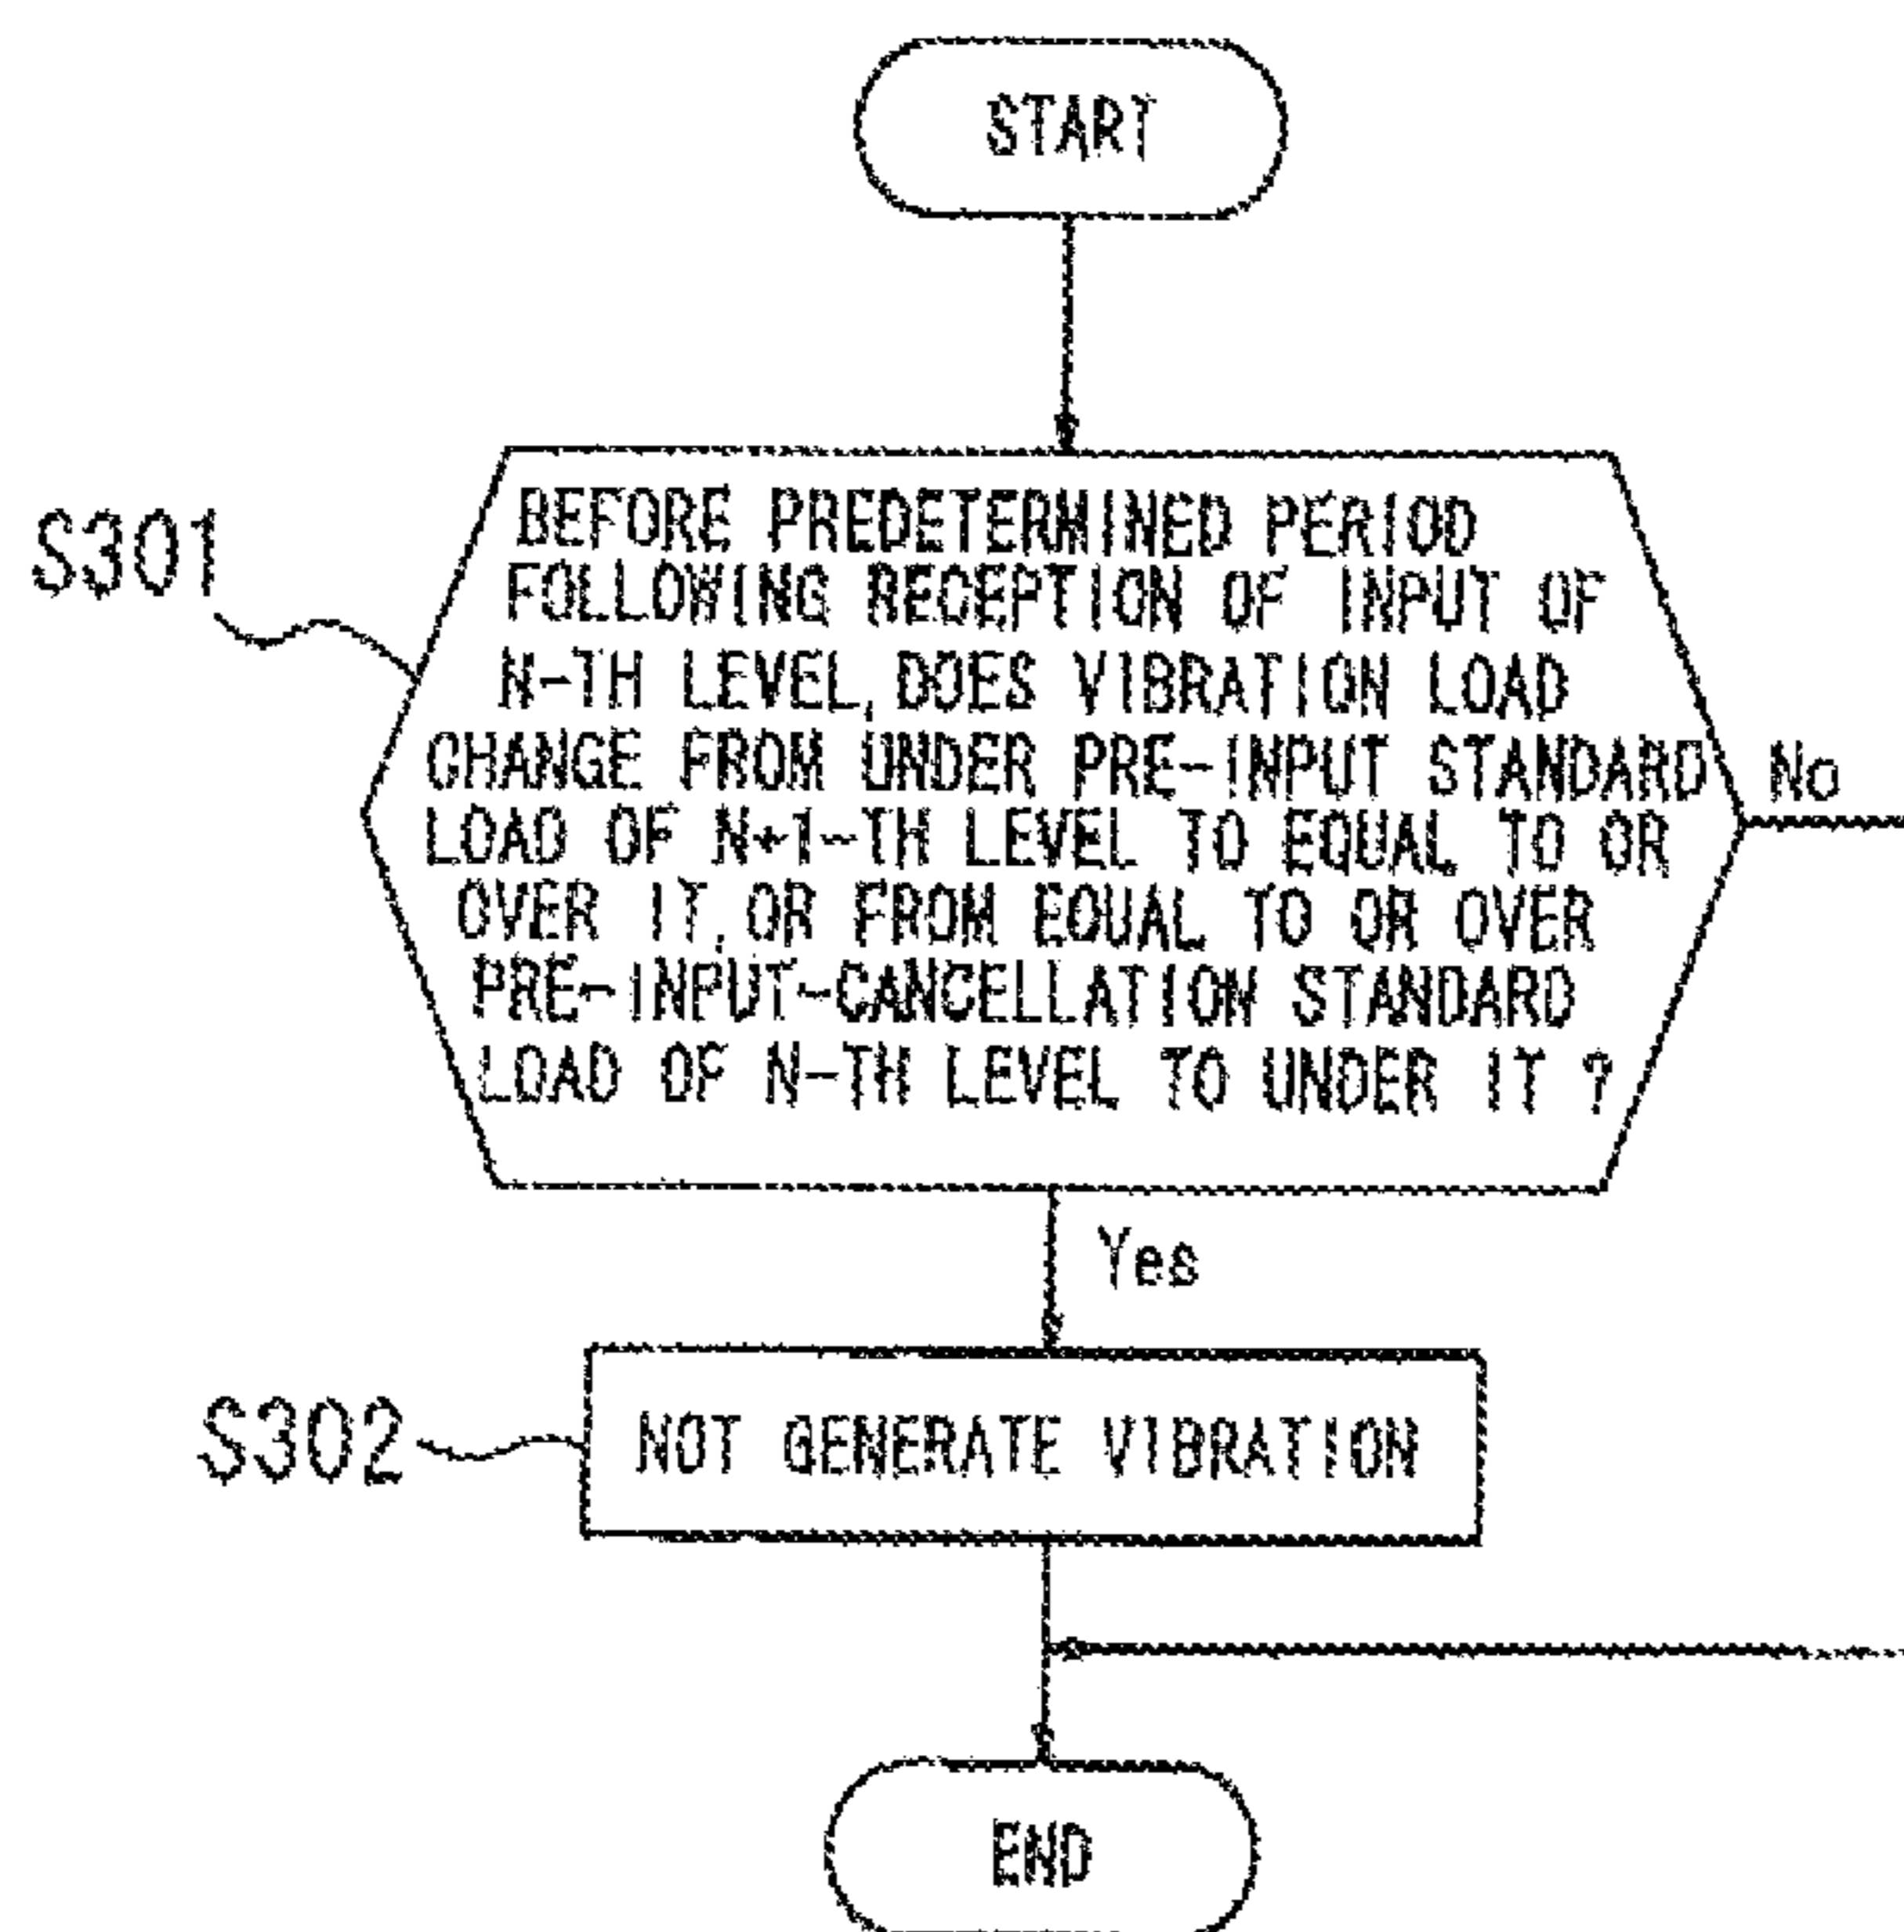 START
S301
BEFORE PREDETERMINED PERIOD
FOLLOWING RECEPTION OF INPUT OF
N-TH LEVEL, DOES VIBRATION LOAD
CHANGE FROM UNDER PRE-INPUT STANDARD
LOAD OF N+1-TH LEVEL TO EQUAL TO OR
OVER IT, OR FROM EQUAL TO OR OVER
PRE-INPUT-CANCELLATION STANDARD
LOAD OF N-TH LEVEL TO UNDER IT ?
No
Yes
S302
NOT GENERATE VIBRATION
END